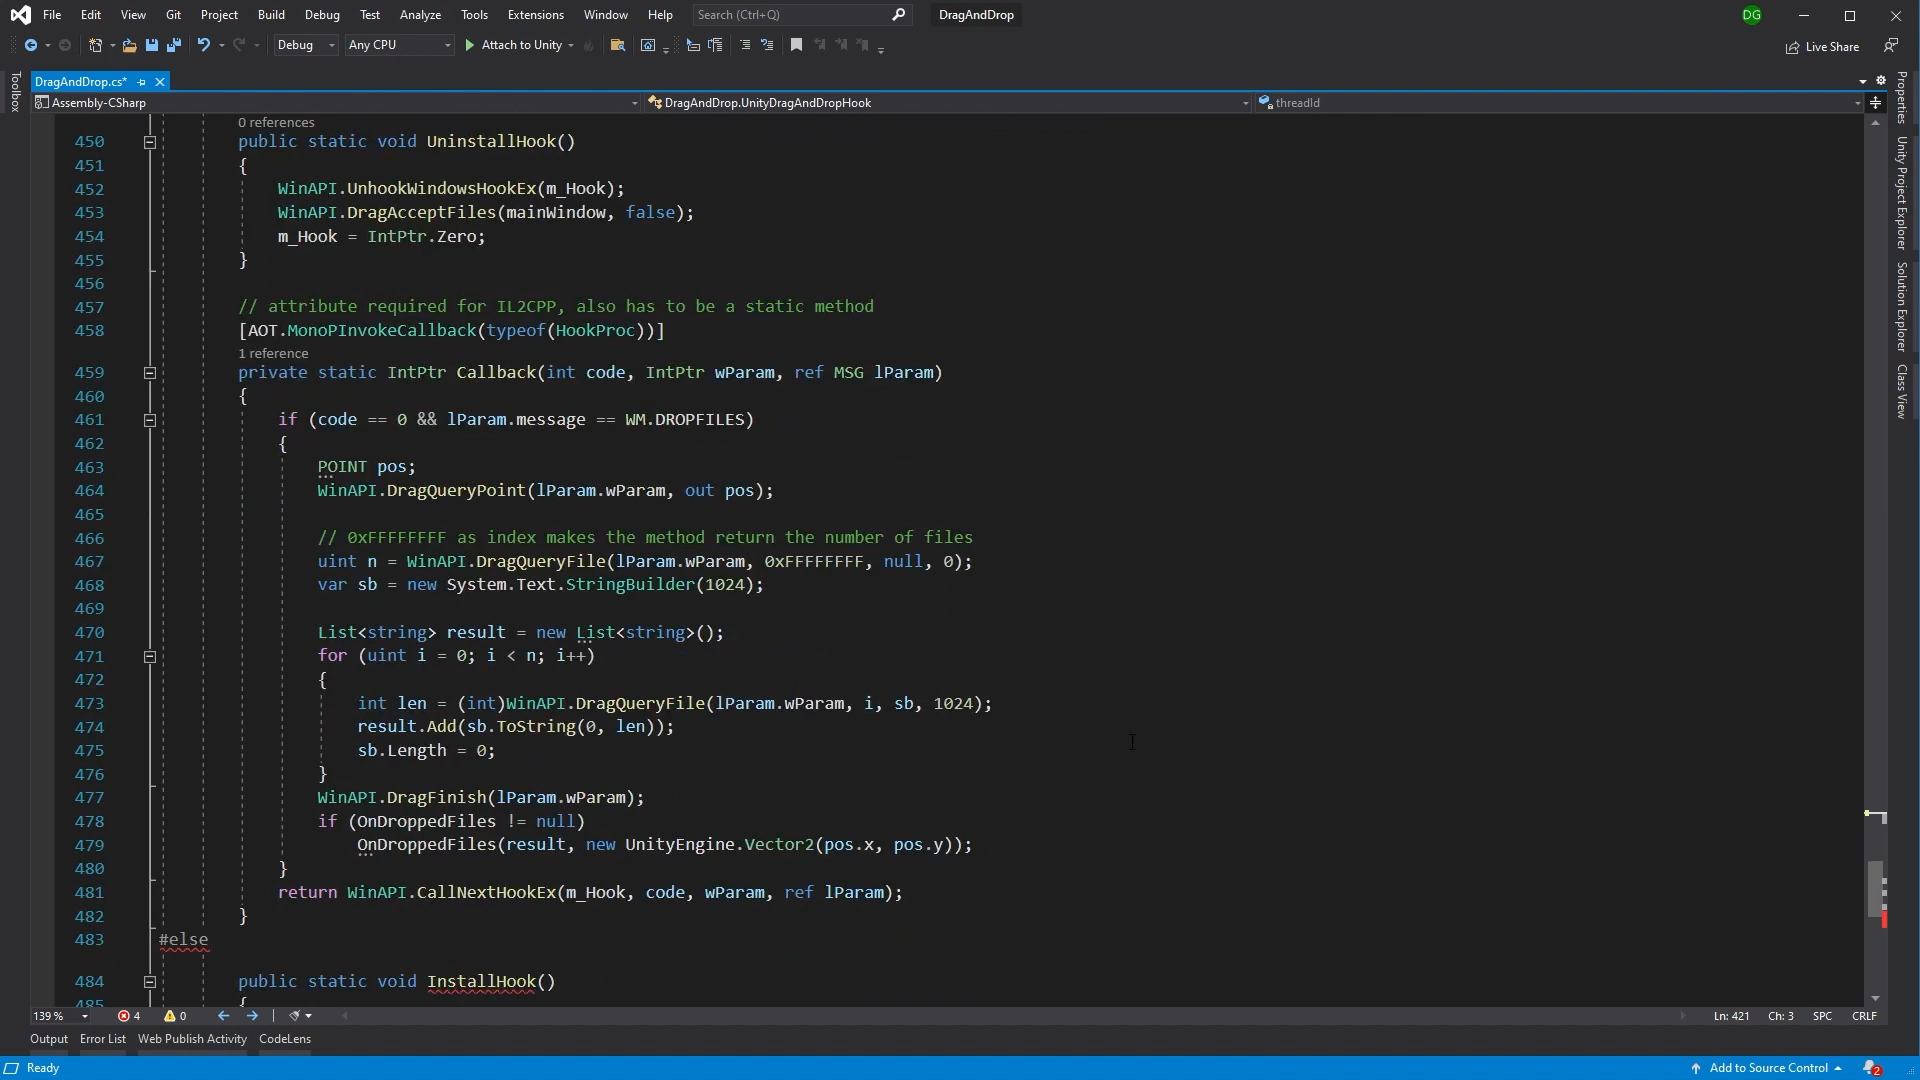 File Edit View Git Project Build Debug Test Analyze Tools Extensions Window Help Search (Ctrl+Q) DragAndDrop DG
Debug Any CPU Attach to Unity Live Share
Toolbox
DragAndDrop.cs*
Assembly-CSharp DragAndDrop.UnityDragAndDropHook threadId
0 references
450 public static void UninstallHook()
451 {
452 WinAPI.UnhookWindowsHookEx(m_Hook);
453 WinAPI.DragAcceptFiles(mainWindow, false);
454 m_Hook = IntPtr.Zero;
455 }
456
457 // attribute required for IL2CPP, also has to be a static method
458 [AOT.MonoPInvokeCallback(typeof(HookProc))]
1 reference
459 private static IntPtr Callback(int code, IntPtr wParam, ref MSG lParam)
460 {
461 if (code == 0 && lParam.message == WM.DROPFILES)
462 {
463 POINT pos;
464 WinAPI.DragQueryPoint(lParam.wParam, out pos);
465
466 // 0xFFFFFFFF as index makes the method return the number of files
467 uint n = WinAPI.DragQueryFile(lParam.wParam, 0xFFFFFFFF, null, 0);
468 var sb = new System.Text.StringBuilder(1024);
469
470 List<string> result = new List<string>();
471 for (uint i = 0; i < n; i++)
472 {
473 int len = (int)WinAPI.DragQueryFile(lParam.wParam, i, sb, 1024);
474 result.Add(sb.ToString(0, len));
475 sb.Length = 0;
476 }
477 WinAPI.DragFinish(lParam.wParam);
478 if (OnDroppedFiles != null)
479 OnDroppedFiles(result, new UnityEngine.Vector2(pos.x, pos.y));
480 }
481 return WinAPI.CallNextHookEx(m_Hook, code, wParam, ref lParam);
482 }
483 #else
484 public static void InstallHook()
485 {
Properties
Unity Project Explorer
Solution Explorer
Class View
139 % 4 0 Ln: 421 Ch: 3 SPC CRLF
Output Error List Web Publish Activity CodeLens
Ready Add to Source Control 2